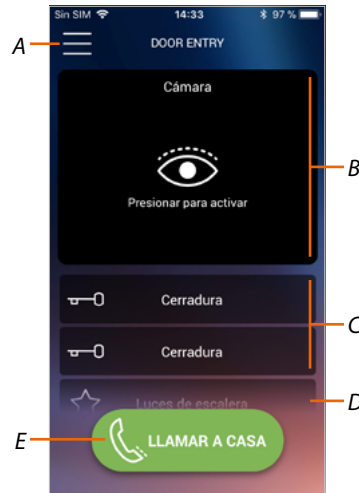 Sin SIM 14:33 97 %
A DOOR ENTRY
Cámara
B
Presionar para activar
Cerradura
C
Cerradura
Luces de escalera
D
E LLAMAR A CASA